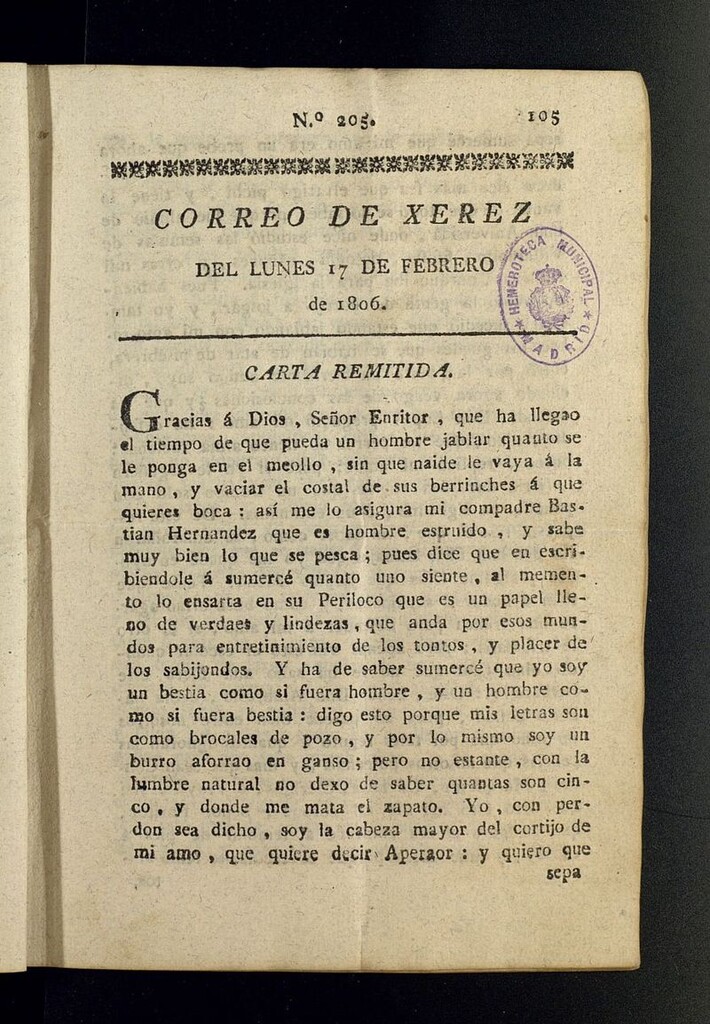 N.º 205.
105
CORREO DE XEREZ
DEL LUNES 17 DE FEBRERO
de 1806.
HEMEROTECA MUNICIPAL
* MADRID *
CARTA REMITIDA.
Gracias á Dios , Señor Enritor , que ha llegao
el tiempo de que pueda un hombre jablar quanto se
le ponga en el meollo , sin que naide le vaya á la
mano , y vaciar el costal de sus berrinches á que
quieres boca : así me lo asigura mi compadre Bas-
tian Hernandez que es hombre estruido , y sabe
muy bien lo que se pesca ; pues dice que en escri-
biendole á sumercé quanto uno siente , al memen-
to lo ensarta en su Periloco que es un papel lle-
no de verdaes y lindezas , que anda por esos mun-
dos para entretinimiento de los tontos , y placer de
los sabijondos. Y ha de saber sumercé que yo soy
un bestia como si fuera hombre , y un hombre co-
mo si fuera bestia : digo esto porque mis letras son
como brocales de pozo , y por lo mismo soy un
burro aforrao en ganso ; pero no estante , con la
lumbre natural no dexo de saber quantas son cin-
co , y donde me mata el zapato. Yo , con per-
don sea dicho , soy la cabeza mayor del cortijo de
mi amo , que quiere decir Aperaor : y quiero que
sepa